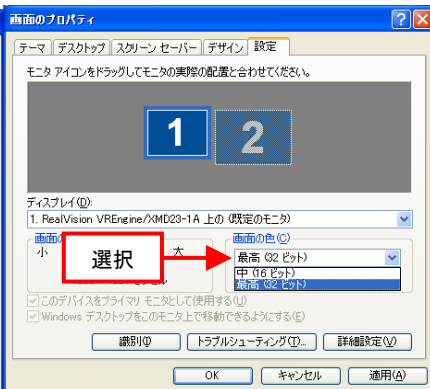 画面のプロパティ
テーマ デスクトップ スクリーン セーバー デザイン 設定
モニタ アイコンをドラッグしてモニタの実際の配置と合わせてください。
1 2
ディスプレイ(D):
1. RealVision VREngine/XMD23-1A 上の (既定のモニタ)
画面の 画面の色(C)
小 大 最高 (32 ビット)
選択
中 (16 ビット)
最高 (32 ビット)
このデバイスをプライマリ モニタとして使用する(U)
Windows デスクトップをこのモニタ上で移動できるようにする(E)
識別(I) トラブルシューティング(T)... 詳細設定(V)
OK キャンセル 適用(A)